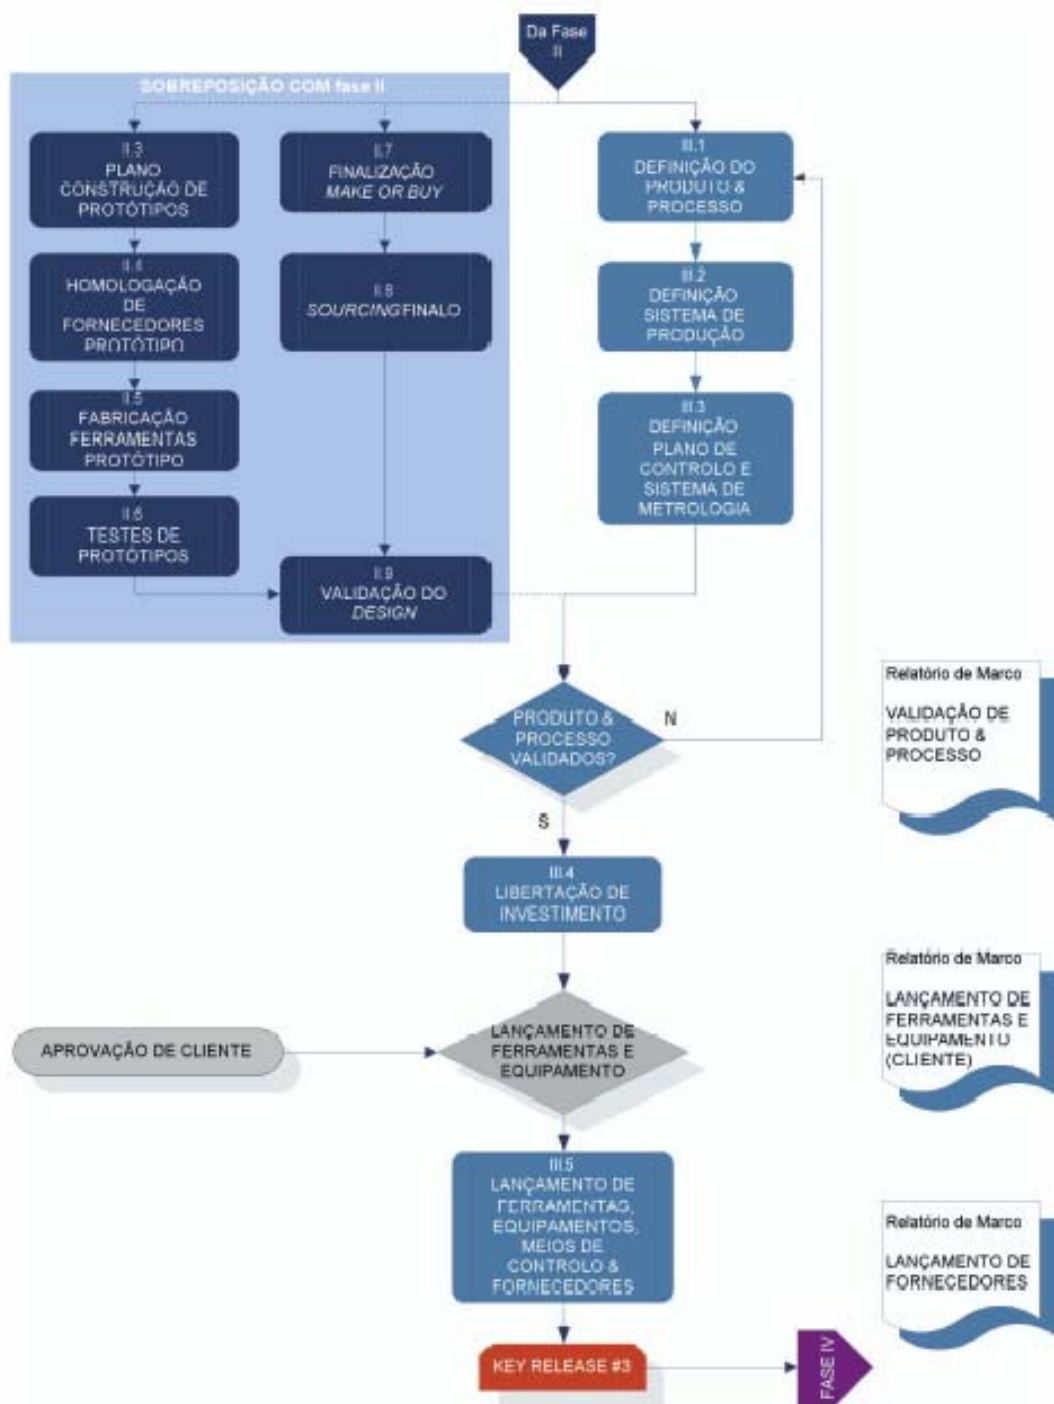 Da Fase
II
SOBREPOSIÇÃO COM fase II
II.3
PLANO
CONSTRUÇÃO DE
PROTÓTIPOS
II.4
HOMOLOGAÇÃO
DE
FORNECEDORES
PROTÓTIPO
II.5
FABRICAÇÃO
FERRAMENTAS
PROTÓTIPO
II.6
TESTES DE
PROTÓTIPOS
II.7
FINALIZAÇÃO
MAKE OR BUY
II.8
SOURCING FINALO
II.9
VALIDAÇÃO DO
DESIGN
III.1
DEFINIÇÃO DO
PRODUTO &
PROCESSO
III.2
DEFINIÇÃO
SISTEMA DE
PRODUÇÃO
III.3
DEFINIÇÃO
PLANO DE
CONTROLO E
SISTEMA DE
METROLOGIA
PRODUTO &
PROCESSO
VALIDADOS?
N
S
Relatório de Marco
VALIDAÇÃO DE
PRODUTO &
PROCESSO
III.4
LIBERTAÇÃO DE
INVESTIMENTO
APROVAÇÃO DE CLIENTE
LANÇAMENTO DE
FERRAMENTAS E
EQUIPAMENTO
Relatório de Marco
LANÇAMENTO DE
FERRAMENTAS E
EQUIPAMENTO
(CLIENTE)
III.5
LANÇAMENTO DE
FERRAMENTAS,
EQUIPAMENTOS,
MEIOS DE
CONTROLO &
FORNECEDORES
Relatório de Marco
LANÇAMENTO DE
FORNECEDORES
KEY RELEASE #3
FASE IV